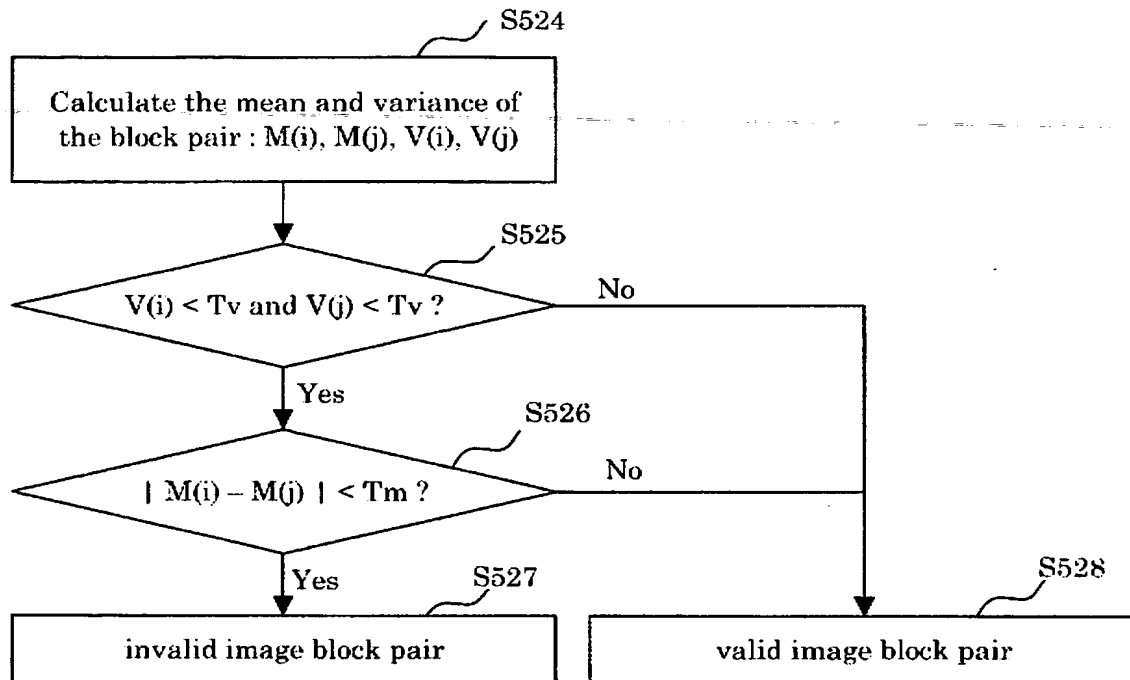 S524
Calculate the mean and variance of
the block pair : M(i), M(j), V(i), V(j)
S525
V(i) < Tv and V(j) < Tv ?
No
Yes
S526
| M(i) – M(j) | < Tm ?
No
Yes
S527
invalid image block pair
S528
valid image block pair